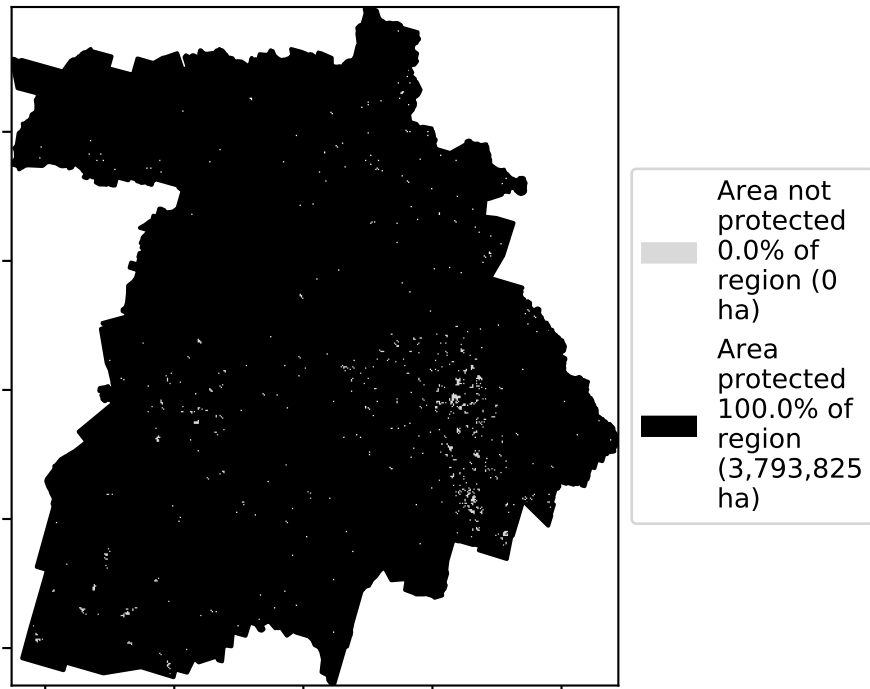 Area not
protected
0.0% of
region (0
ha)
Area
protected
100.0% of
region
(3,793,825
ha)